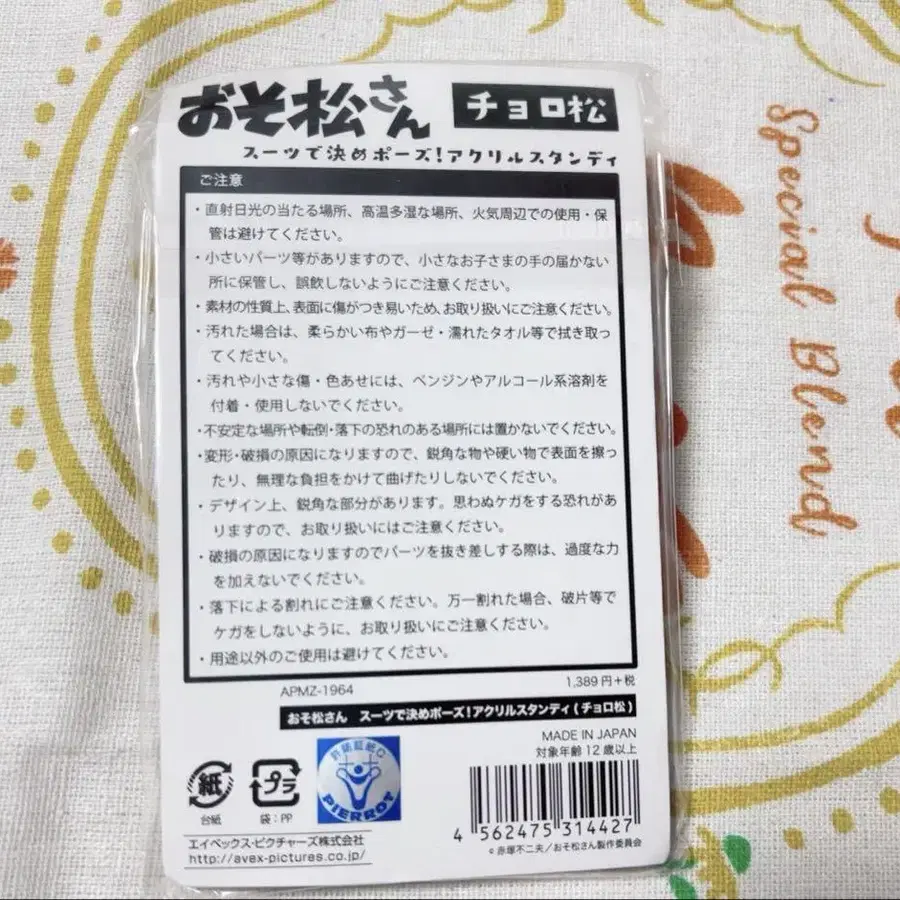 おそ松さん チョロ松
スーツで決めポーズ!アクリルスタンディ
ご注意
・直射日光の当たる場所、高温多湿な場所、火気周辺での使用・保
管は避けてください。
・小さいパーツ等がありますので、小さなお子さまの手の届かない
所に保管し、誤飲しないようにご注意ください。
・素材の性質上、表面に傷がつき易いため、お取り扱いにご注意ください。
・汚れた場合は、柔らかい布やガーゼ・濡れたタオル等で拭き取っ
てください。
・汚れや小さな傷・色あせには、ベンジンやアルコール系溶剤を
付着・使用しないでください。
・不安定な場所や転倒・落下の恐れのある場所には置かないでください。
・変形・破損の原因になりますので、鋭角な物や硬い物で表面を擦っ
たり、無理な負担をかけて曲げたりしないでください。
・デザイン上、鋭角な部分があります。思わぬケガをする恐れがあ
りますので、お取り扱いにはご注意ください。
・破損の原因になりますのでパーツを抜き差しする際は、過度な力
を加えないでください。
・落下による割れにご注意ください。万一割れた場合、破片等で
ケガをしないように、お取り扱いにご注意ください。
・用途以外のご使用は避けてください。
APMZ-1964
1,389円+税
おそ松さん スーツで決めポーズ!アクリルスタンディ(チョロ松)
MADE IN JAPAN
対象年齢12歳以上
紙
台紙
プラ
袋:PP
許諾証紙C
PIERROT
4 562475 314427
エイベックス・ピクチャーズ株式会社
http://avex-pictures.co.jp/
© 赤塚不二夫/おそ松さん製作委員会
Special Blend